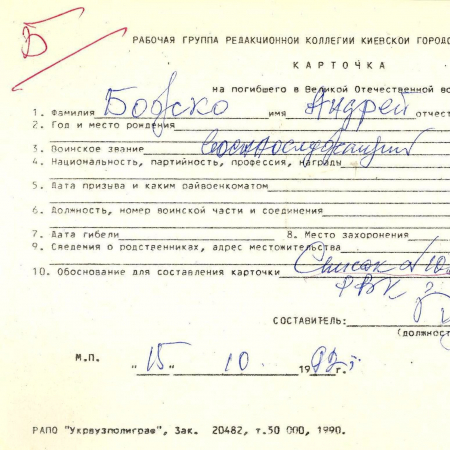 Б
РАБОЧАЯ ГРУППА РЕДАКЦИОННОЙ КОЛЛЕГИИ КИЕВСКОЙ ГОРОДС
КАРТОЧКА
на погибшего в Великой Отечественной во
1. Фамилия имя Андрей отчест
2. Год и место рождения
3. Воинское звание Военнослужащий
4. Национальность, партийность, профессия, награды
5. Дата призыва и каким райвоенкоматом
6. Должность, номер воинской части и соединения
7. Дата гибели 8. Место захоронения
9. Сведения о родственниках, адрес местожительства
10. Обоснование для составления карточки Список №10
РВК
СОСТАВИТЕЛЬ:
(должност
М.П. "15" 10 1992 г.
РАПО "Укрвузполиграф", Зак. 20482, т.50 000, 1990.